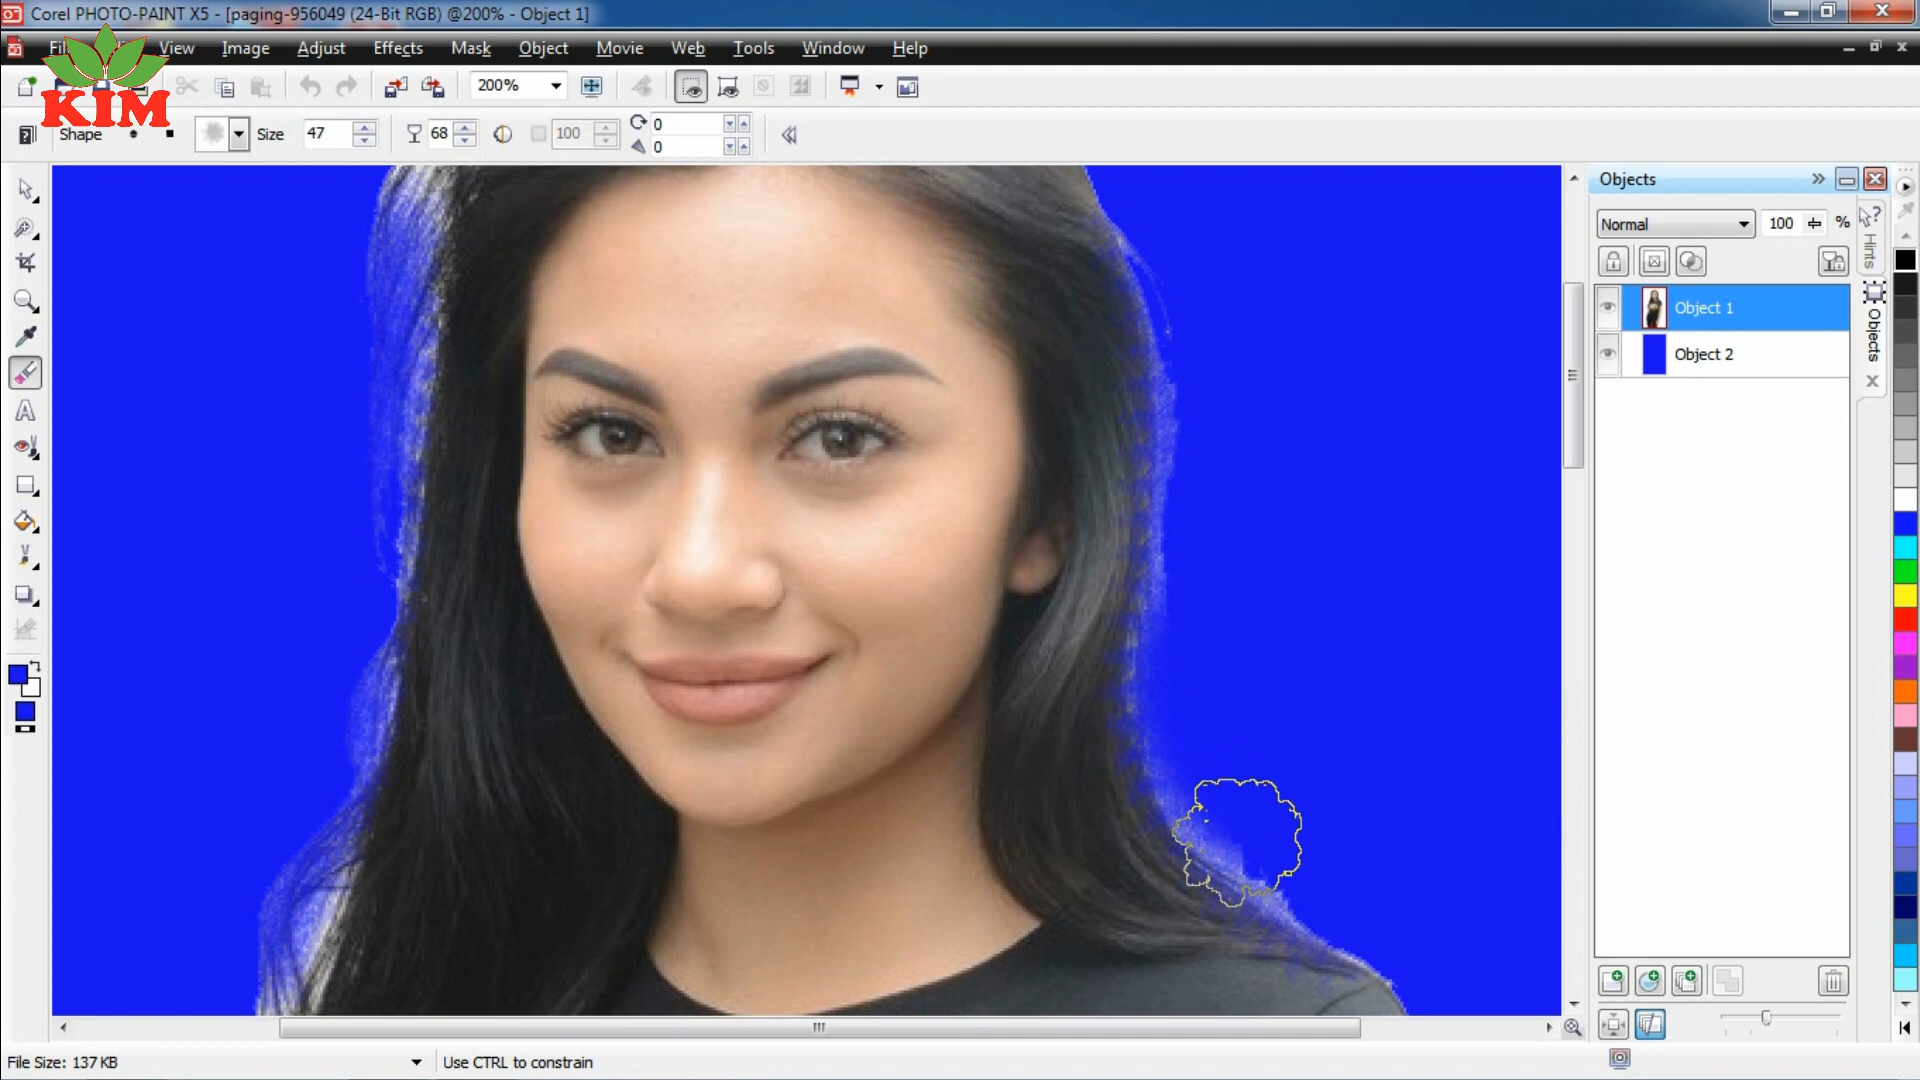 Corel PHOTO-PAINT X5 - [paging-956049 (24-Bit RGB) @200% - Object 1]
View Image Adjust Effects Mask Object Movie Web Tools Window Help
KIM
200%
Shape Size 47 68 100 0
0
Objects
Normal 100 %
Hints
Object 1
Objects
Object 2
File Size: 137 KB Use CTRL to constrain